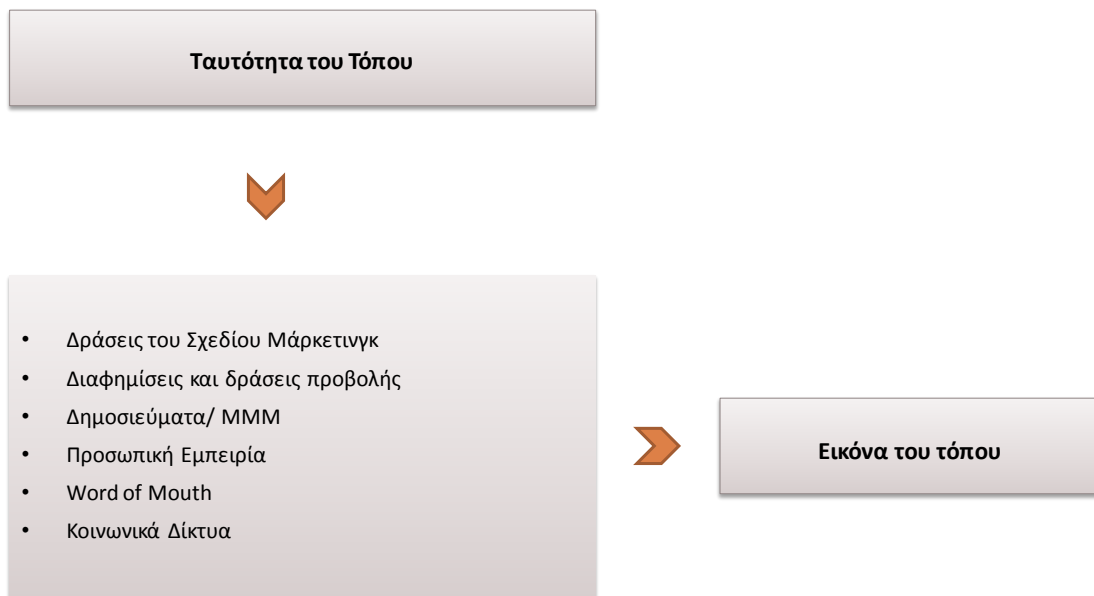 Ταυτότητα του Τόπου
• Δράσεις του Σχεδίου Μάρκετινγκ
• Διαφημίσεις και δράσεις προβολής
• Δημοσιεύματα/ ΜΜΜ
• Προσωπική Εμπειρία
• Word of Mouth
• Κοινωνικά Δίκτυα
Εικόνα του τόπου